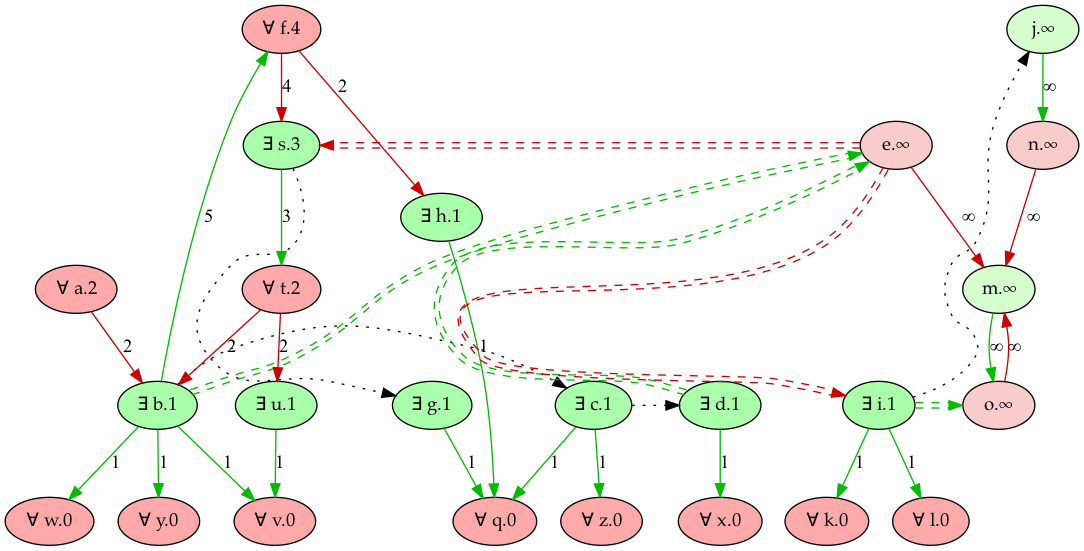 ∀ f.4
j.∞
4
2
∞
∃ s.3
e.∞
n.∞
5
3
∃ h.1
∞
∞
∀ a.2
∀ t.2
m.∞
2
2
2
1
∞
∞
∃ b.1
∃ u.1
∃ g.1
∃ c.1
∃ d.1
∃ i.1
o.∞
1
1
1
1
1
1
1
1
1
1
∀ w.0
∀ y.0
∀ v.0
∀ q.0
∀ z.0
∀ x.0
∀ k.0
∀ l.0